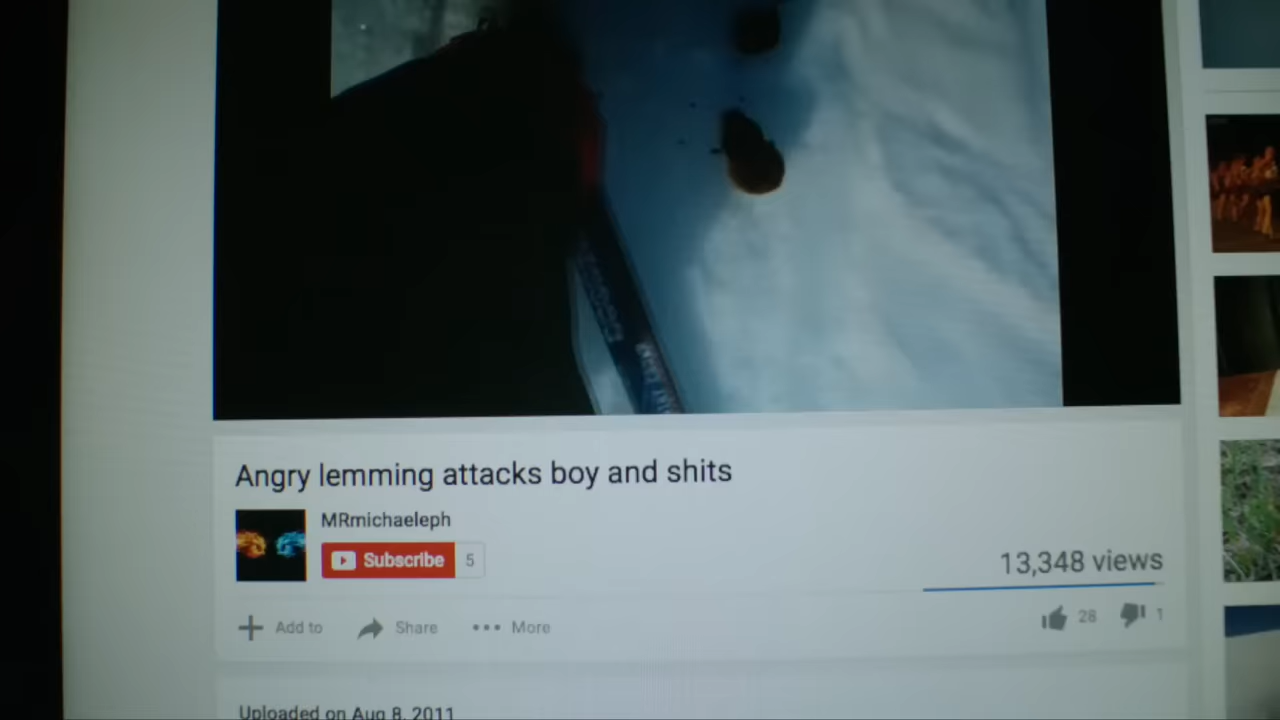 Angry lemming attacks boy and shits
MRmichaeleph
Subscribe 5
13,348 views
Add to Share More
28 1
Uploaded on Aug 8, 2011